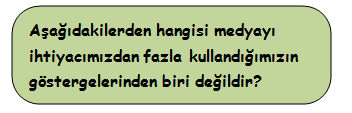 Aşağıdakilerden hangisi medyayı
ihtiyacımızdan fazla kullandığımızın
göstergelerinden biri değildir?